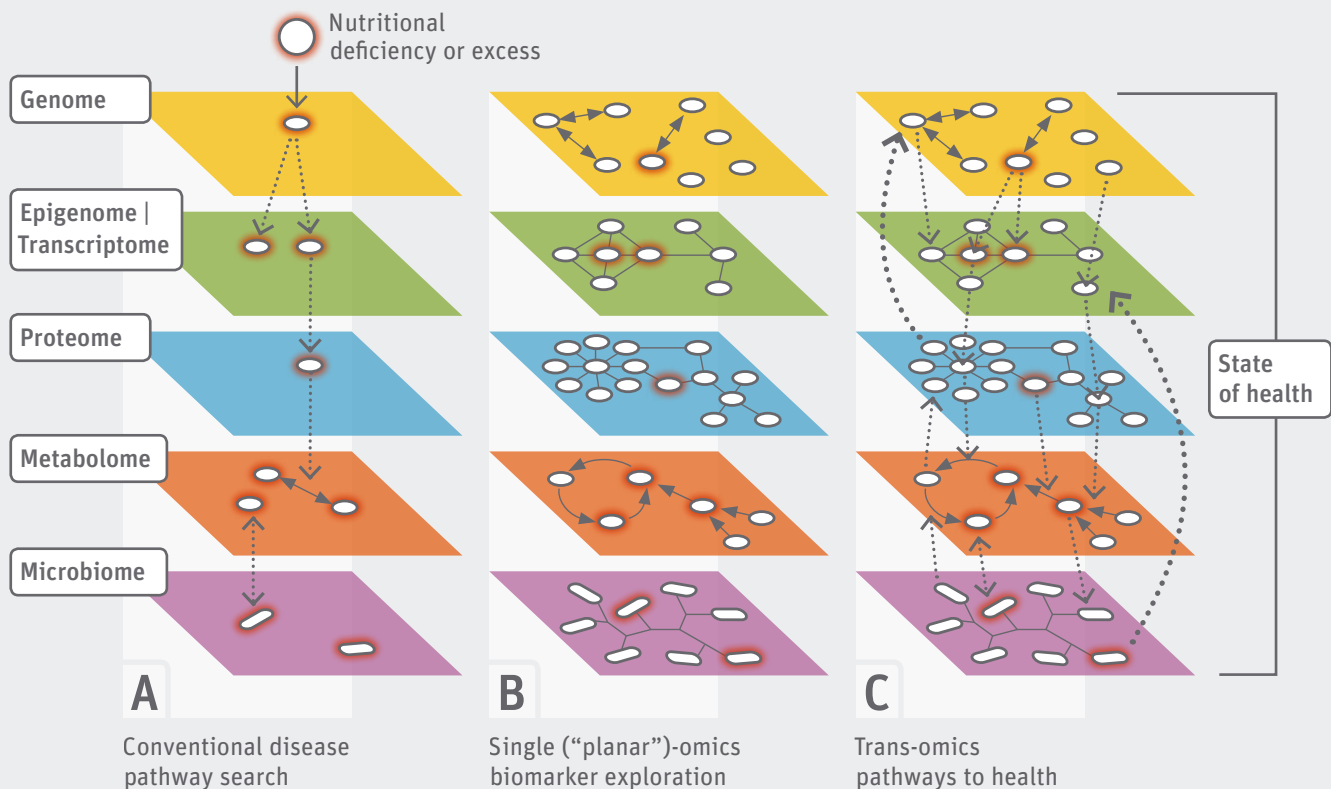 Nutritional
deficiency or excess
Genome
Epigenome |
Transcriptome
Proteome
Metabolome
Microbiome
State
of health
A
B
C
Conventional disease
pathway search
Single (“planar”)-omics
biomarker exploration
Trans-omics
pathways to health